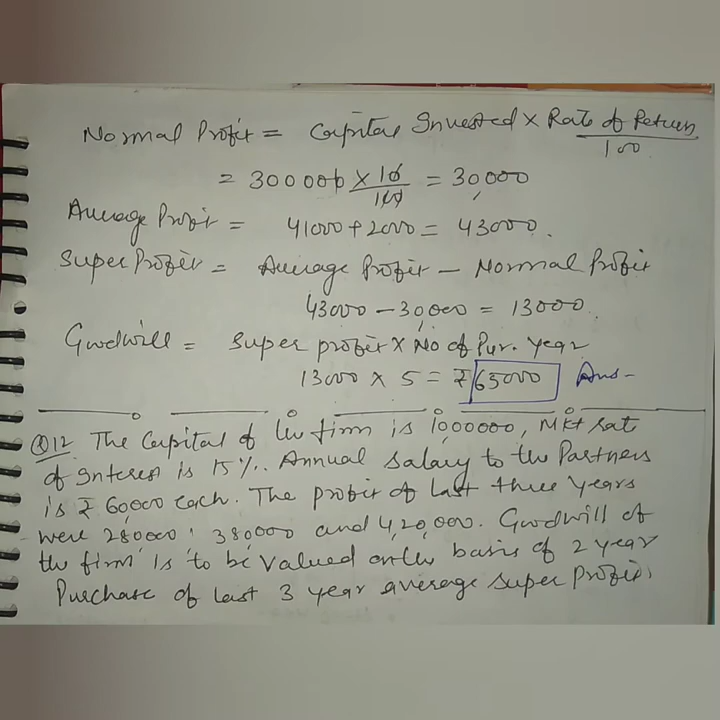 Normal Profit = Capital Invested × Rate of Return / 100
= 300000 × 10/100 = 30,000
Average Profit = 41000 + 2000 = 43000.
Super Profit = Average Profit - Normal Profit
43000 - 30,000 = 13000.
Goodwill = Super profit × No of Pur. Year
13000 × 5 = ₹ 65000 Ans -
Q12 The Capital of the firm is 1000000, Mkt rate
of Interest is 15%. Annual Salary to the Partners
is ₹ 60000 each. The profit of last three years
were 280000, 380000 and 4,20,000. Goodwill of
the firm is to be valued on the basis of 2 year
Purchase of last 3 year average super Profit.